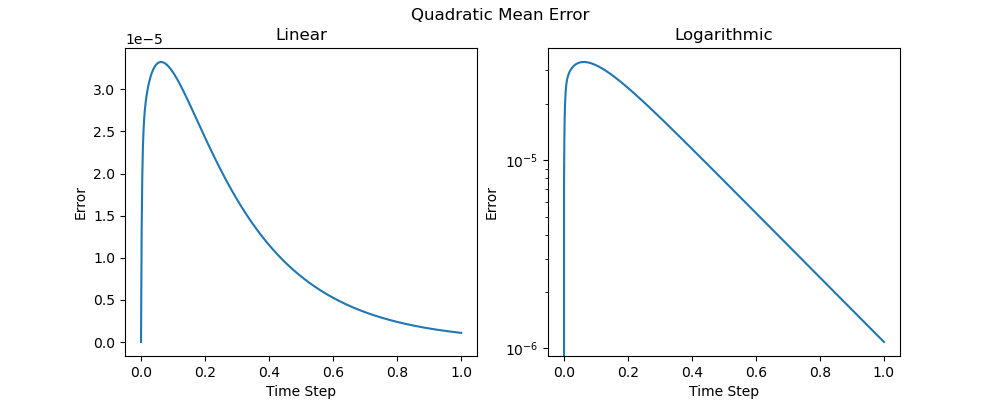 Quadratic Mean Error
Linear
1e−5
3.0
2.5
2.0
1.5
1.0
0.5
0.0
Error
0.0 0.2 0.4 0.6 0.8 1.0
Time Step
Logarithmic
10⁻⁵
10⁻⁶
Error
0.0 0.2 0.4 0.6 0.8 1.0
Time Step